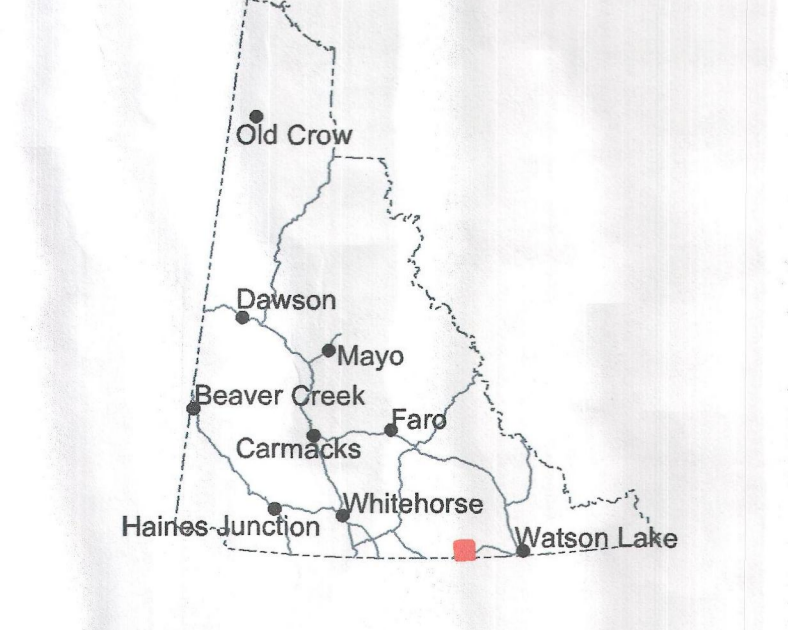 Old Crow
Dawson
Mayo
Beaver Creek
Faro
Carmacks
Whitehorse
Haines Junction
Watson Lake